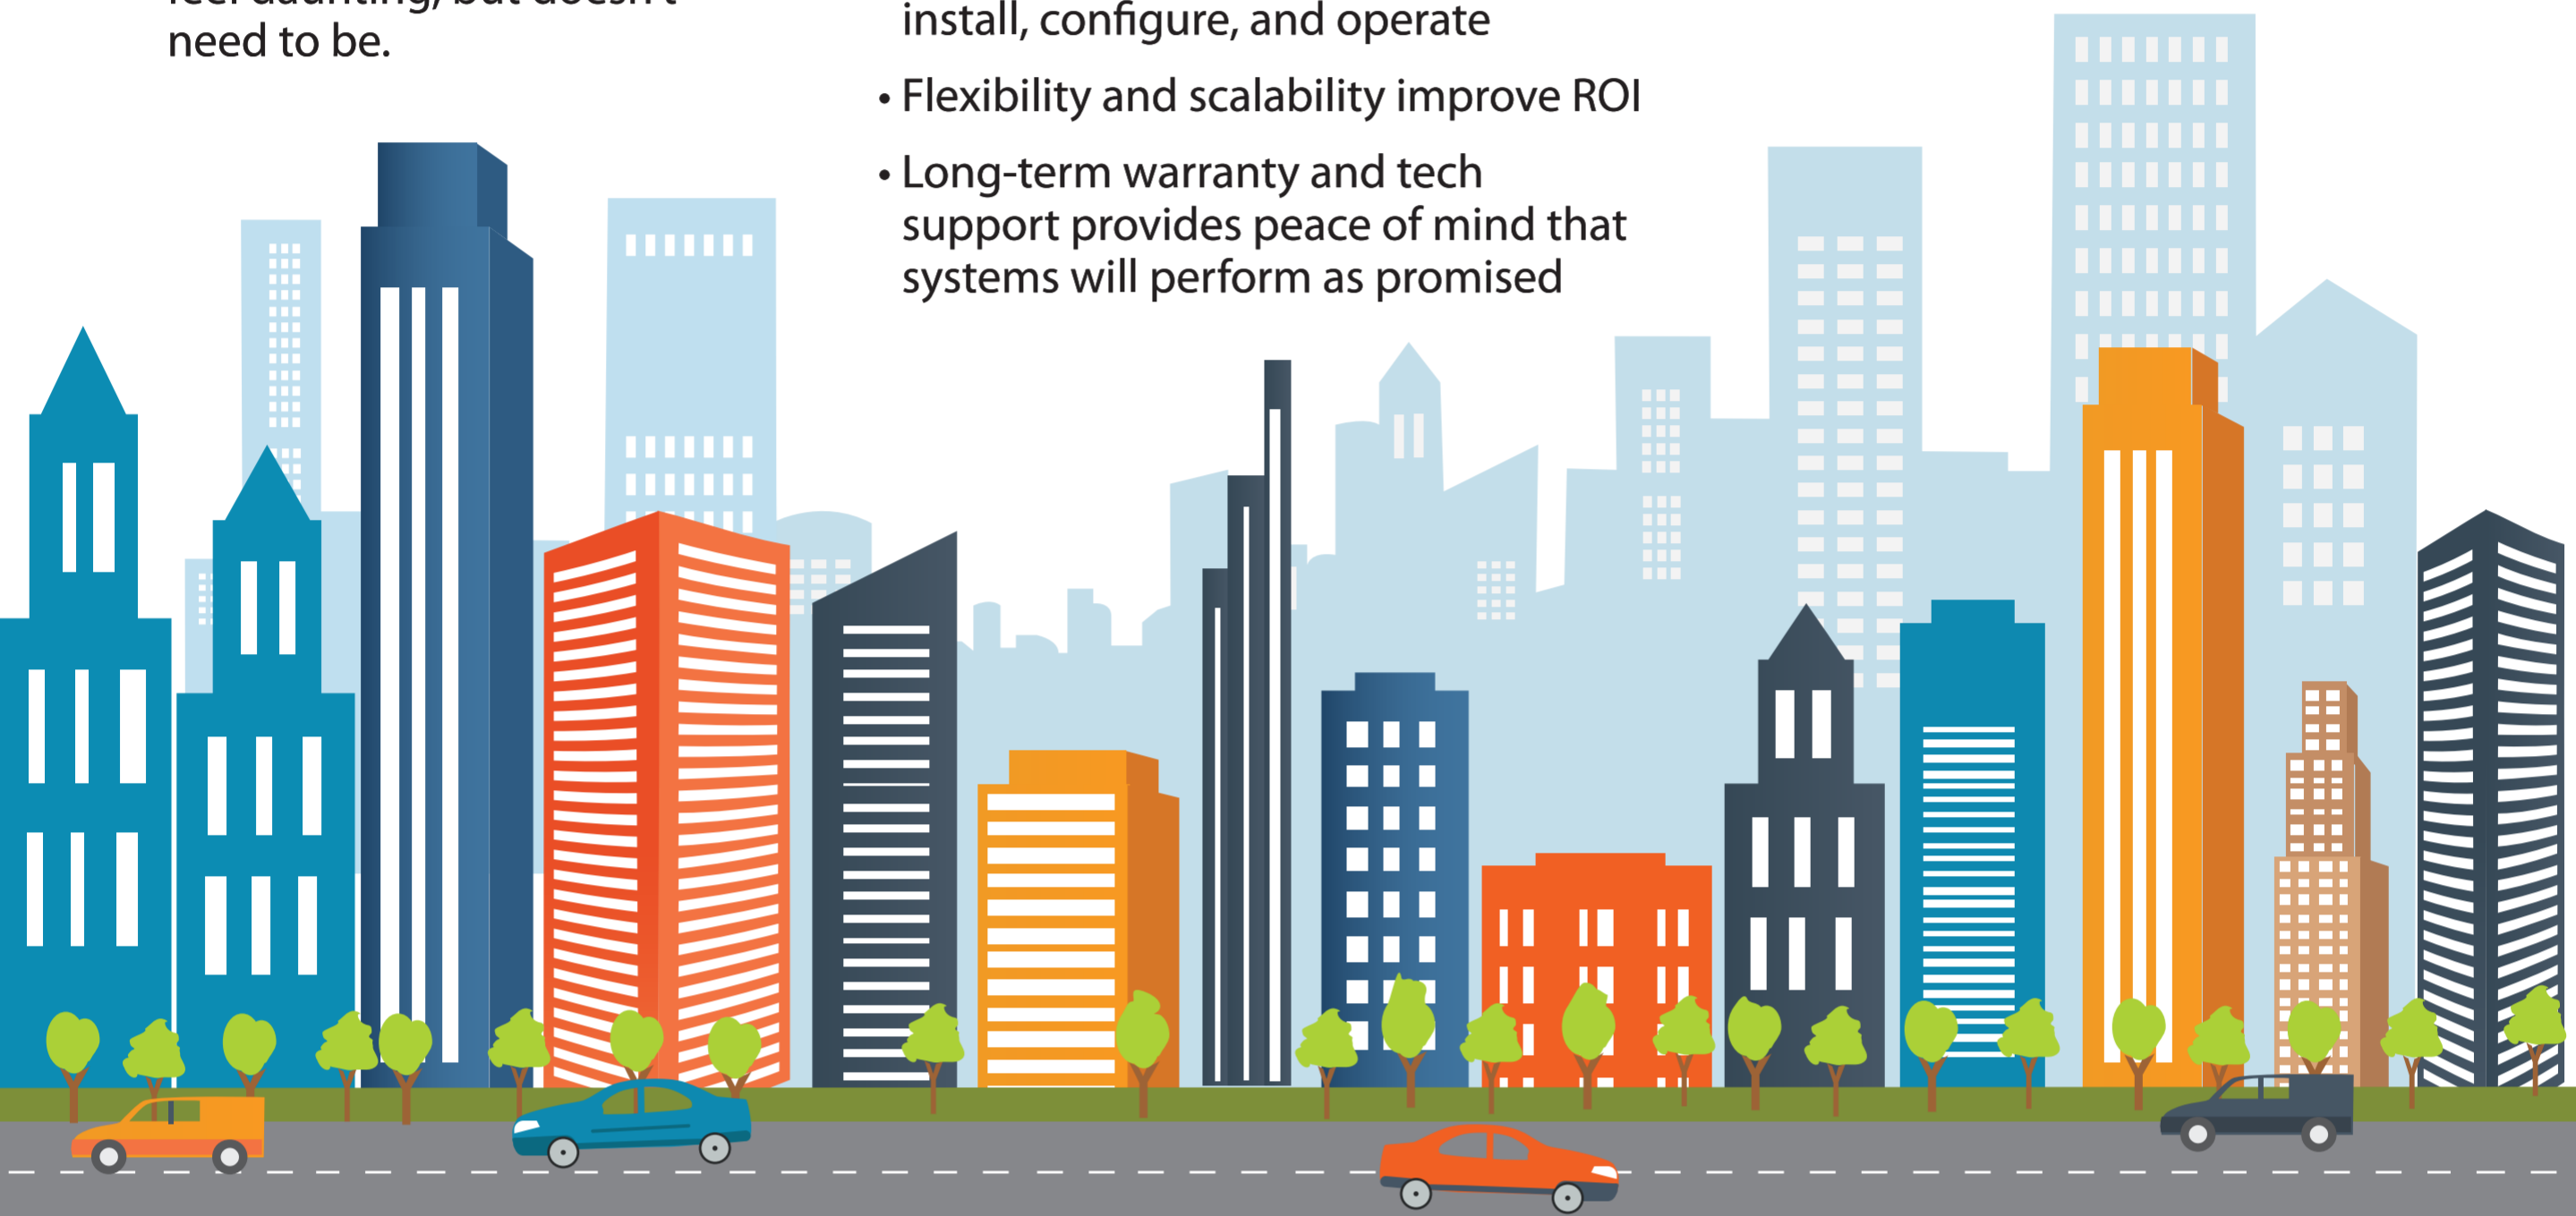 need to be.
install, configure, and operate
• Flexibility and scalability improve ROI
• Long-term warranty and tech
support provides peace of mind that
systems will perform as promised